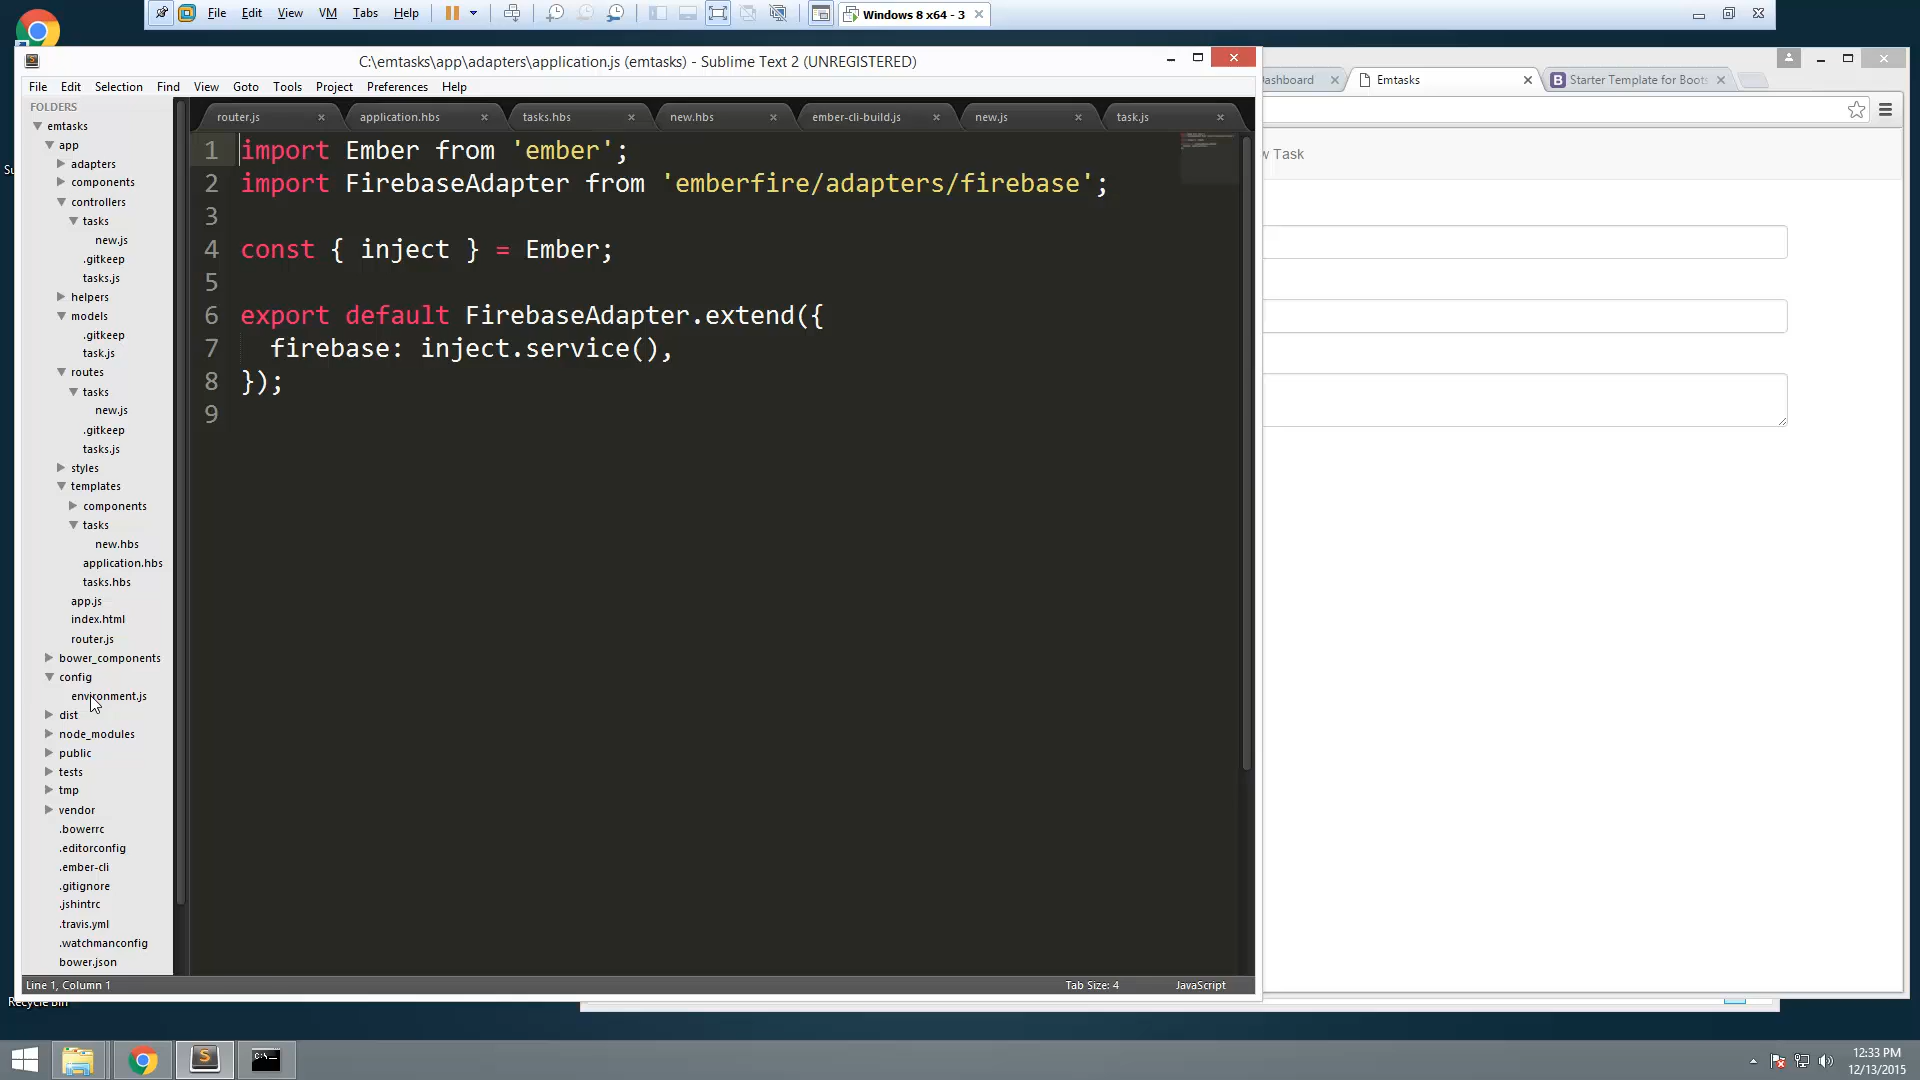 File Edit View VM Tabs Help
Windows 8 x64 - 3
C:\emtasks\app\adapters\application.js (emtasks) - Sublime Text 2 (UNREGISTERED)
File Edit Selection Find View Goto Tools Project Preferences Help
Dashboard
Emtasks
Starter Template for Boots
FOLDERS
emtasks
app
adapters
components
controllers
tasks
new.js
.gitkeep
tasks.js
helpers
models
.gitkeep
task.js
routes
tasks
new.js
.gitkeep
tasks.js
styles
templates
components
tasks
new.hbs
application.hbs
tasks.hbs
app.js
index.html
router.js
bower_components
config
environment.js
dist
node_modules
public
tests
tmp
vendor
.bowerrc
.editorconfig
.ember-cli
.gitignore
.jshintrc
.travis.yml
.watchmanconfig
bower.json
router.js application.hbs tasks.hbs new.hbs ember-cli-build.js new.js task.js
1 import Ember from 'ember';
2 import FirebaseAdapter from 'emberfire/adapters/firebase';
3
4 const { inject } = Ember;
5
6 export default FirebaseAdapter.extend({
7 firebase: inject.service(),
8 });
9
w Task
Line 1, Column 1
Tab Size: 4
JavaScript
Recycle Bin
12:33 PM
12/13/2015